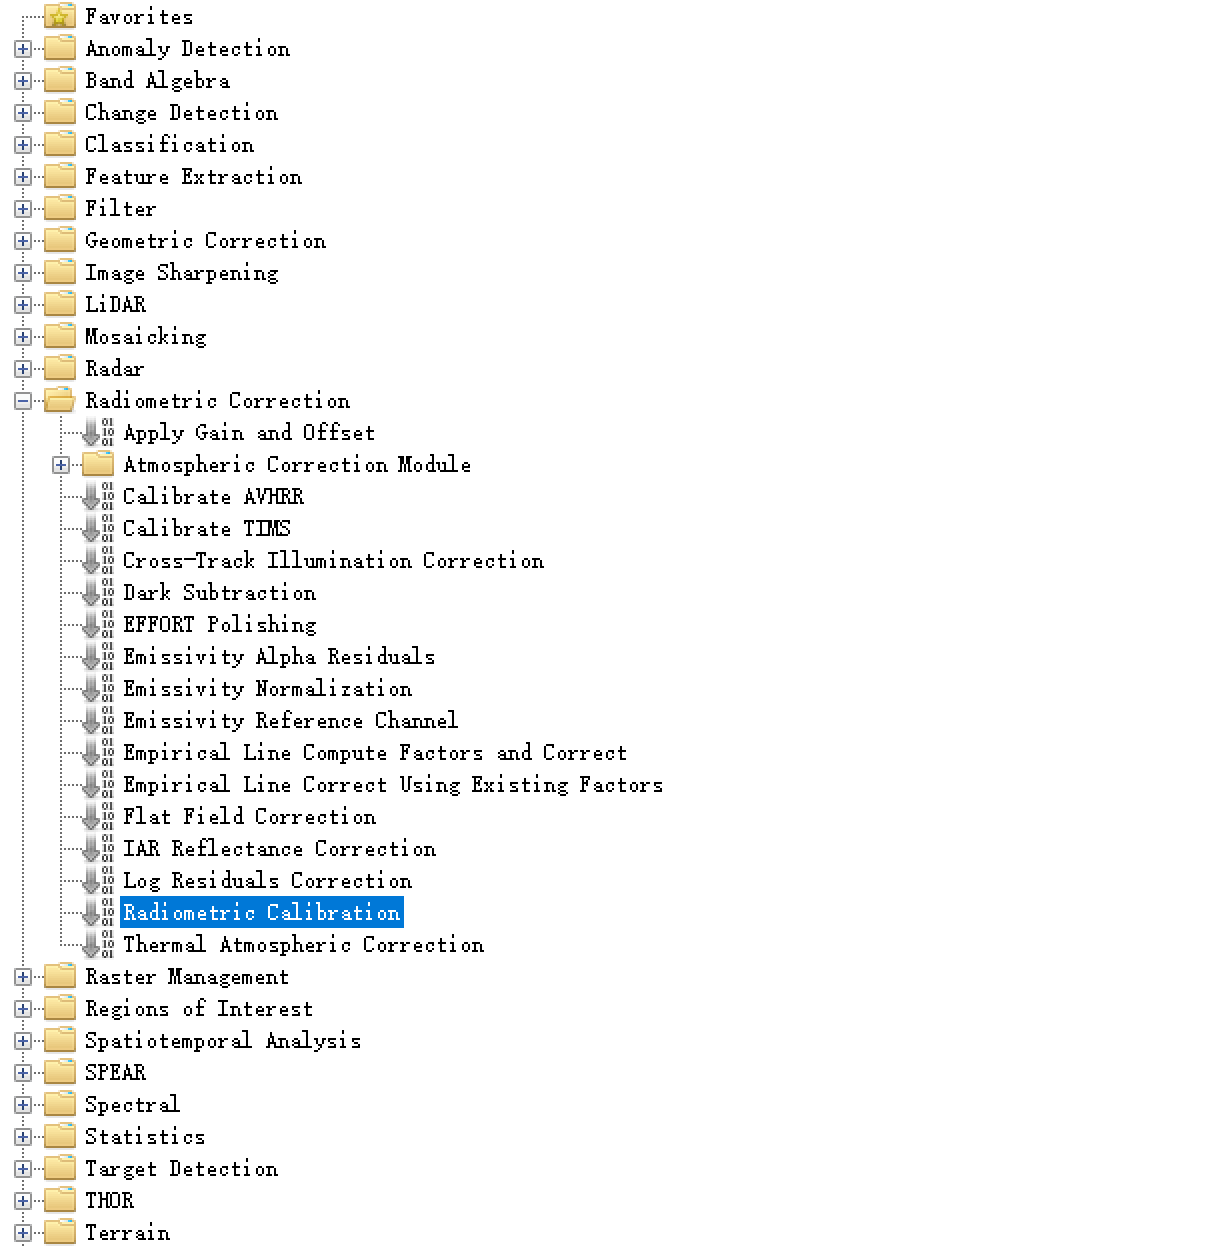 Favorites
Anomaly Detection
Band Algebra
Change Detection
Classification
Feature Extraction
Filter
Geometric Correction
Image Sharpening
LiDAR
Mosaicking
Radar
Radiometric Correction
Apply Gain and Offset
Atmospheric Correction Module
Calibrate AVHRR
Calibrate TIMS
Cross-Track Illumination Correction
Dark Subtraction
EFFORT Polishing
Emissivity Alpha Residuals
Emissivity Normalization
Emissivity Reference Channel
Empirical Line Compute Factors and Correct
Empirical Line Correct Using Existing Factors
Flat Field Correction
IAR Reflectance Correction
Log Residuals Correction
Radiometric Calibration
Thermal Atmospheric Correction
Raster Management
Regions of Interest
Spatiotemporal Analysis
SPEAR
Spectral
Statistics
Target Detection
THOR
Terrain